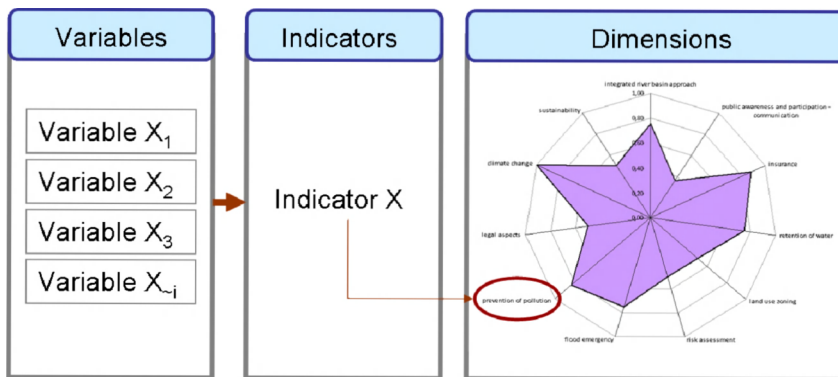 Variables
Indicators
Dimensions
Variable X1
Variable X2
Variable X3
Variable X~i
Indicator X
integrated river basin approach
1,00
0,80
0,60
0,40
0,20
0,00
public awareness and participation+
communication
insurance
retention of water
land use zoning
risk assessment
flood emergency
prevention of pollution
legal aspects
climate change
sustainability